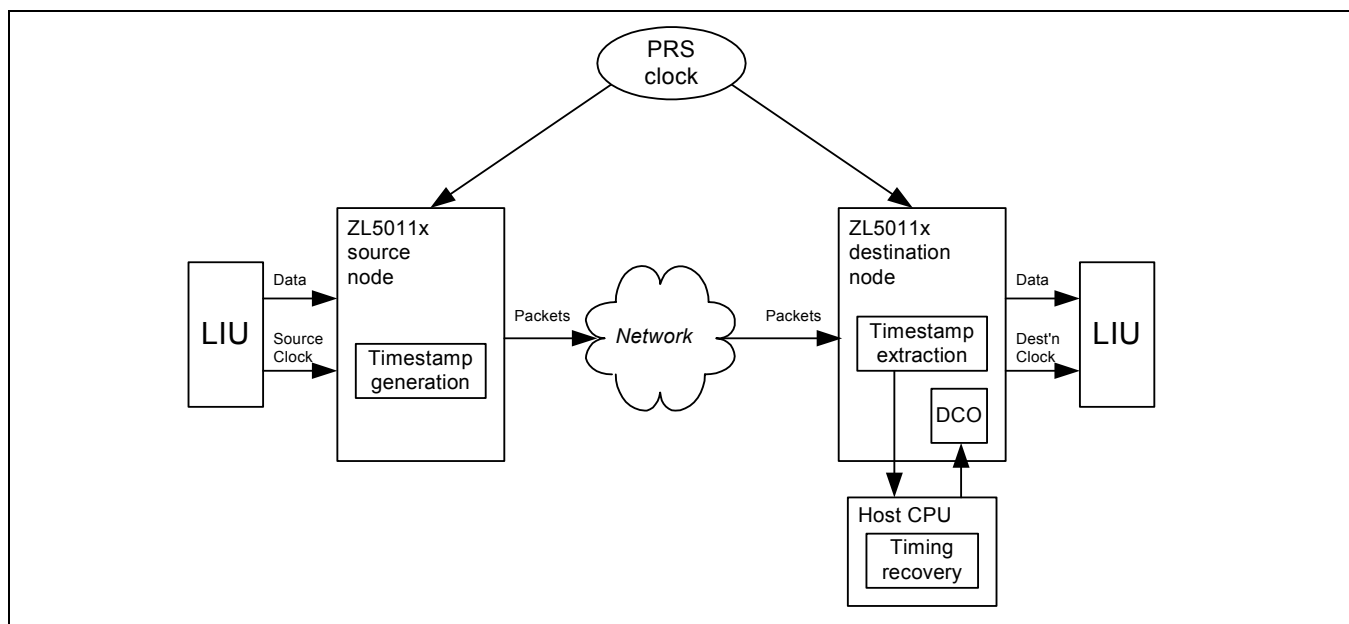 PRS
clock
ZL5011x
source
node
ZL5011x
destination
node
LIU
Data
Source
Clock
Timestamp
generation
Packets
Network
Packets
Timestamp
extraction
DCO
Data
Dest'n
Clock
LIU
Host CPU
Timing
recovery